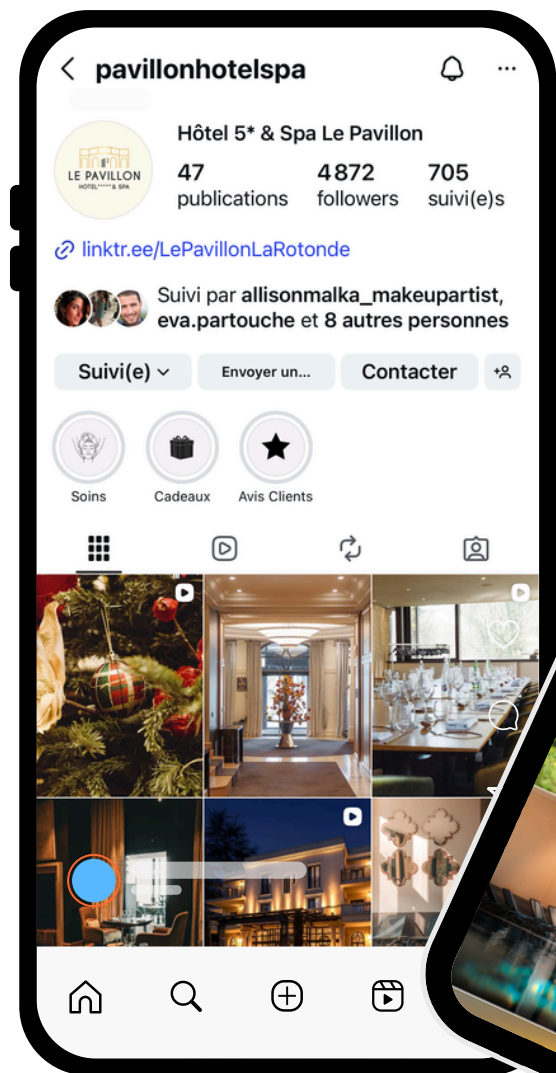 pavillonhotelspa
Hôtel 5* & Spa Le Pavillon
LE PAVILLON
HOTEL***** & SPA
47
4 872
705
publications
followers
suivi(e)s
linktr.ee/LePavillonLaRotonde
Suivi par allisonmalka_makeupartist,
eva.partouche et 8 autres personnes
Suivi(e)
Envoyer un...
Contacter
Soins
Cadeaux
Avis Clients